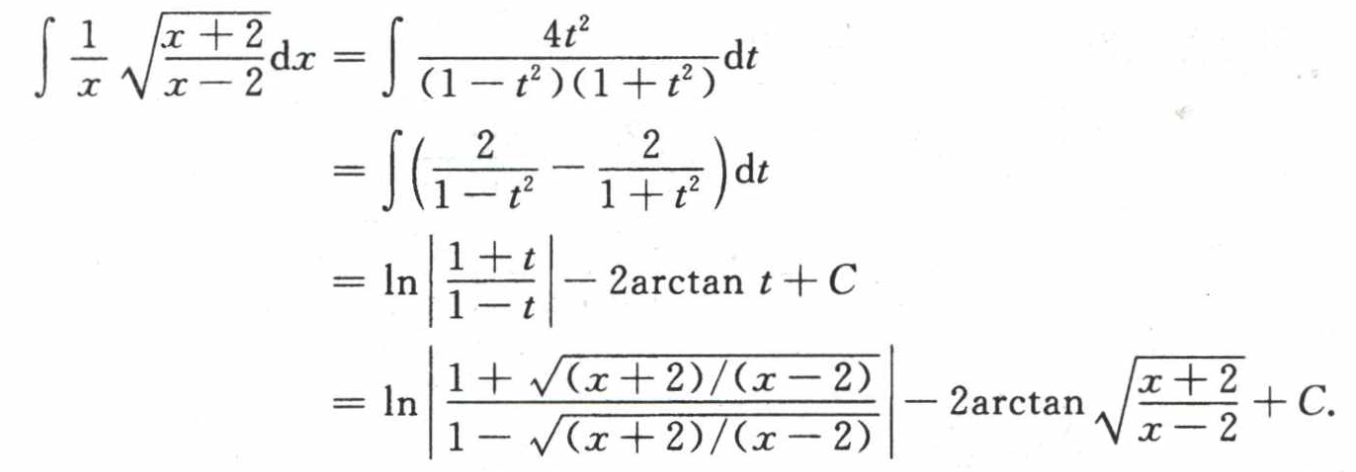 ∫ 1/x √((x+2)/(x−2)) dx = ∫ 4t²/((1−t²)(1+t²)) dt
= ∫(2/(1−t²) − 2/(1+t²)) dt
= ln|(1+t)/(1−t)| − 2arctan t + C
= ln|(1+√((x+2)/(x−2)))/(1−√((x+2)/(x−2)))| − 2arctan √((x+2)/(x−2)) + C.